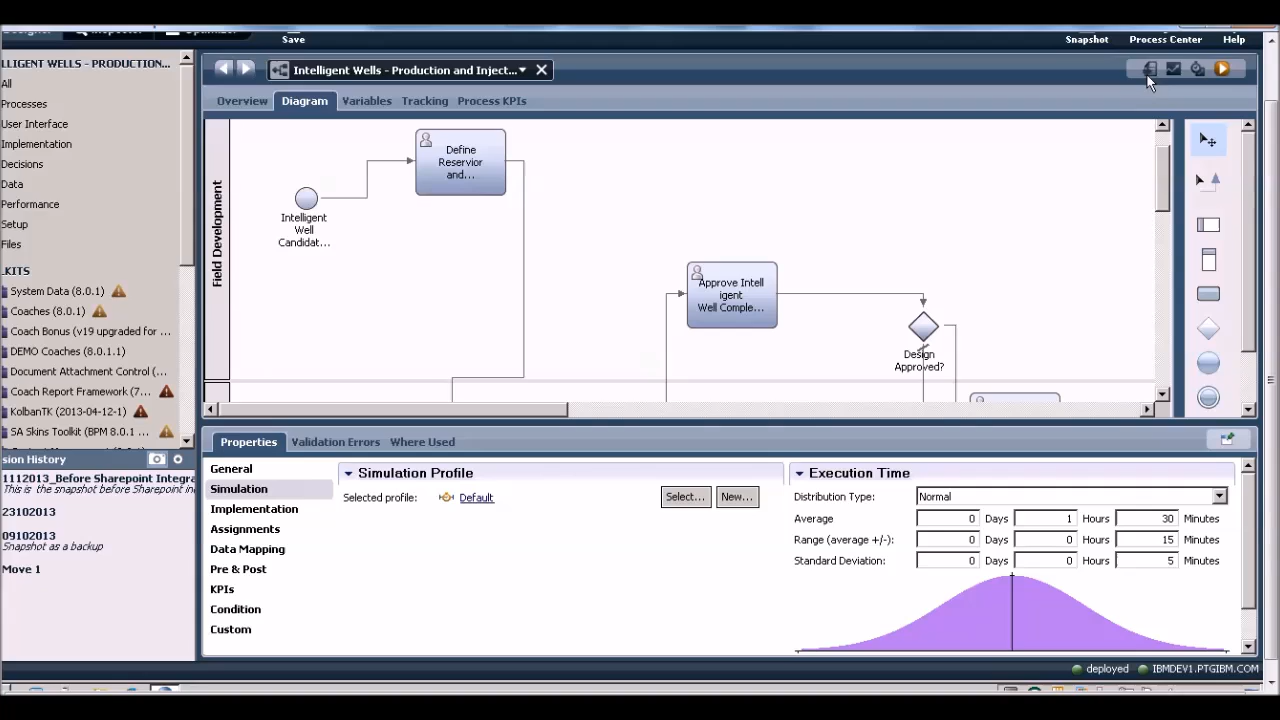 Save
Snapshot
Process Center
Help
LLIGENT WELLS - PRODUCTION...
All
Processes
User Interface
Implementation
Decisions
Data
Performance
Setup
Files
LKITS
System Data (8.0.1)
Coaches (8.0.1)
Coach Bonus (v19 upgraded for ...
DEMO Coaches (8.0.1.1)
Document Attachment Control (...
Coach Report Framework (7...
KolbanTK (2013-04-12-1)
SA Skins Toolkit (BPM 8.0.1 ...
sion History
1112013_Before Sharepoint Integra
This is the snapshot before Sharepoint in
23102013
09102013
Snapshot as a backup
Move 1
Intelligent Wells - Production and Inject...
Overview
Diagram
Variables
Tracking
Process KPIs
Field Development
Intelligent
Well
Candidat...
Define
Reservior
and...
Approve Intell
igent
Well Comple...
Design
Approved?
Properties
Validation Errors
Where Used
General
Simulation
Implementation
Assignments
Data Mapping
Pre & Post
KPIs
Condition
Custom
Simulation Profile
Selected profile:
Default
Select...
New...
Execution Time
Distribution Type:
Normal
Average
0 Days 1 Hours 30 Minutes
Range (average +/-):
0 Days 0 Hours 15 Minutes
Standard Deviation:
0 Days 0 Hours 5 Minutes
deployed
IBMDEV1.PTGIBM.COM